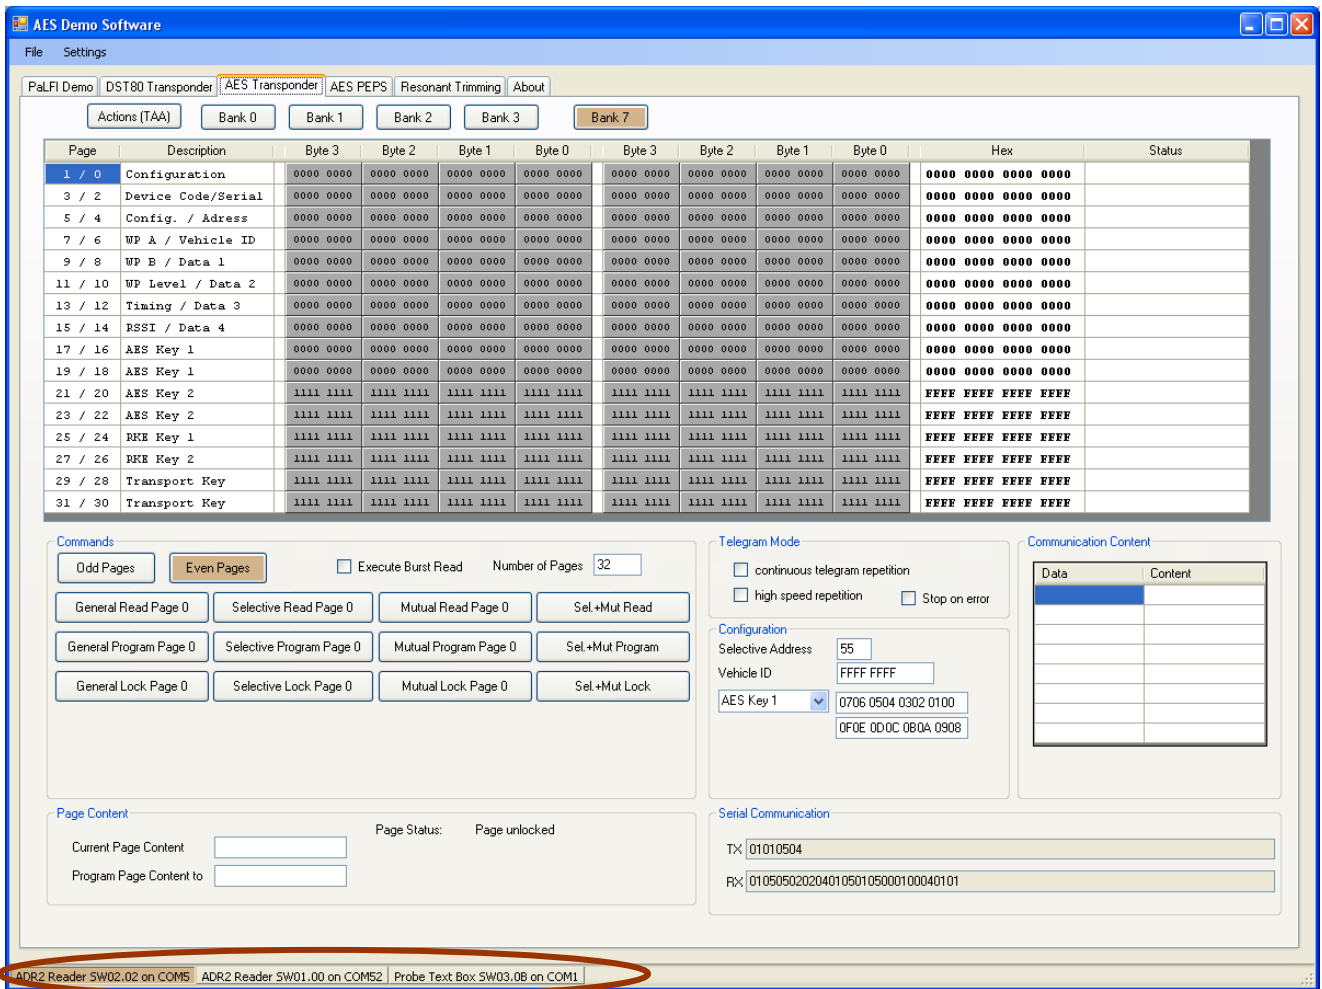 AES Demo Software
File Settings
PaLFI Demo DST80 Transponder AES Transponder AES PEPS Resonant Trimming About
Actions (TAA) Bank 0 Bank 1 Bank 2 Bank 3 Bank 7
Page Description Byte 3 Byte 2 Byte 1 Byte 0 Byte 3 Byte 2 Byte 1 Byte 0 Hex Status
1 / 0 Configuration 0000 0000 0000 0000 0000 0000 0000 0000 0000 0000 0000 0000 0000 0000 0000 0000 0000 0000 0000 0000
3 / 2 Device Code/Serial 0000 0000 0000 0000 0000 0000 0000 0000 0000 0000 0000 0000 0000 0000 0000 0000 0000 0000 0000 0000
5 / 4 Config. / Adress 0000 0000 0000 0000 0000 0000 0000 0000 0000 0000 0000 0000 0000 0000 0000 0000 0000 0000 0000 0000
7 / 6 WP A / Vehicle ID 0000 0000 0000 0000 0000 0000 0000 0000 0000 0000 0000 0000 0000 0000 0000 0000 0000 0000 0000 0000
9 / 8 WP B / Data 1 0000 0000 0000 0000 0000 0000 0000 0000 0000 0000 0000 0000 0000 0000 0000 0000 0000 0000 0000 0000
11 / 10 WP Level / Data 2 0000 0000 0000 0000 0000 0000 0000 0000 0000 0000 0000 0000 0000 0000 0000 0000 0000 0000 0000 0000
13 / 12 Timing / Data 3 0000 0000 0000 0000 0000 0000 0000 0000 0000 0000 0000 0000 0000 0000 0000 0000 0000 0000 0000 0000
15 / 14 RSSI / Data 4 0000 0000 0000 0000 0000 0000 0000 0000 0000 0000 0000 0000 0000 0000 0000 0000 0000 0000 0000 0000
17 / 16 AES Key 1 0000 0000 0000 0000 0000 0000 0000 0000 0000 0000 0000 0000 0000 0000 0000 0000 0000 0000 0000 0000
19 / 18 AES Key 1 0000 0000 0000 0000 0000 0000 0000 0000 0000 0000 0000 0000 0000 0000 0000 0000 0000 0000 0000 0000
21 / 20 AES Key 2 1111 1111 1111 1111 1111 1111 1111 1111 1111 1111 1111 1111 1111 1111 1111 1111 FFFF FFFF FFFF FFFF
23 / 22 AES Key 2 1111 1111 1111 1111 1111 1111 1111 1111 1111 1111 1111 1111 1111 1111 1111 1111 FFFF FFFF FFFF FFFF
25 / 24 RKE Key 1 1111 1111 1111 1111 1111 1111 1111 1111 1111 1111 1111 1111 1111 1111 1111 1111 FFFF FFFF FFFF FFFF
27 / 26 RKE Key 2 1111 1111 1111 1111 1111 1111 1111 1111 1111 1111 1111 1111 1111 1111 1111 1111 FFFF FFFF FFFF FFFF
29 / 28 Transport Key 1111 1111 1111 1111 1111 1111 1111 1111 1111 1111 1111 1111 1111 1111 1111 1111 FFFF FFFF FFFF FFFF
31 / 30 Transport Key 1111 1111 1111 1111 1111 1111 1111 1111 1111 1111 1111 1111 1111 1111 1111 1111 FFFF FFFF FFFF FFFF
Commands
Odd Pages Even Pages Execute Burst Read Number of Pages 32
General Read Page 0 Selective Read Page 0 Mutual Read Page 0 Sel.+Mut Read
General Program Page 0 Selective Program Page 0 Mutual Program Page 0 Sel.+Mut Program
General Lock Page 0 Selective Lock Page 0 Mutual Lock Page 0 Sel.+Mut Lock
Telegram Mode
continuous telegram repetition
high speed repetition Stop on error
Configuration
Selective Address 55
Vehicle ID FFFF FFFF
AES Key 1 0706 0504 0302 0100
0F0E 0D0C 0B0A 0908
Communication Content
Data Content
Page Content
Page Status: Page unlocked
Current Page Content
Program Page Content to
Serial Communication
TX 01010504
RX 0105050202040105010500010004​0101
ADR2 Reader SW02.02 on COM5 ADR2 Reader SW01.00 on COM52 Probe Text Box SW03.0B on COM1